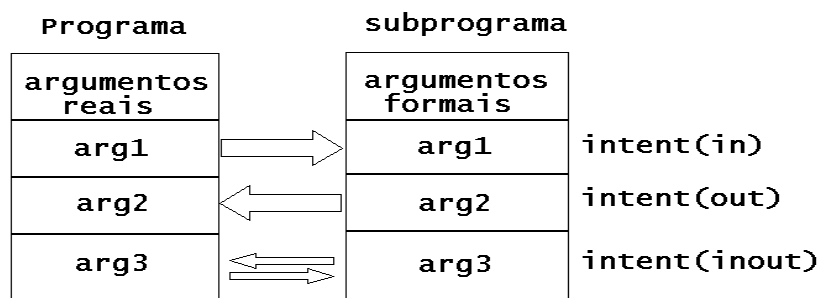 Programa
subprograma
argumentos
reais
argumentos
formais
arg1
arg1
intent(in)
arg2
arg2
intent(out)
arg3
arg3
intent(inout)